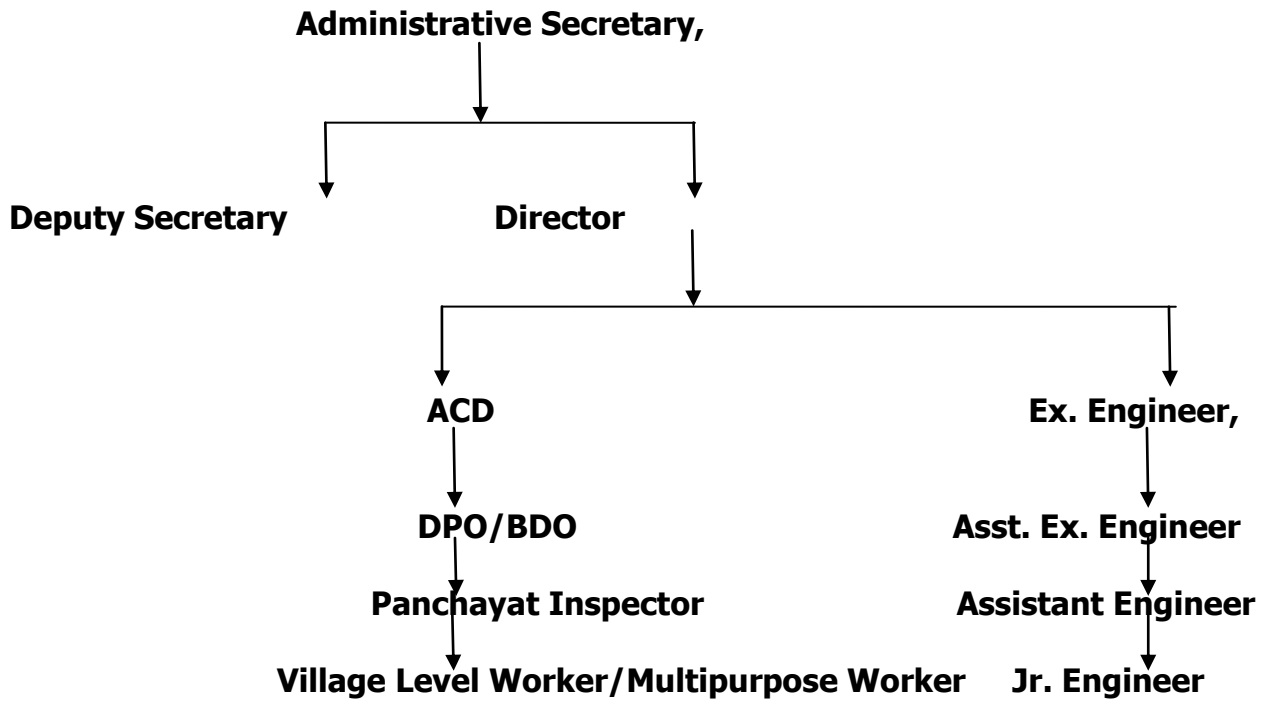 Administrative Secretary,
Deputy Secretary Director
ACD Ex. Engineer,
DPO/BDO Asst. Ex. Engineer
Panchayat Inspector Assistant Engineer
Village Level Worker/Multipurpose Worker Jr. Engineer